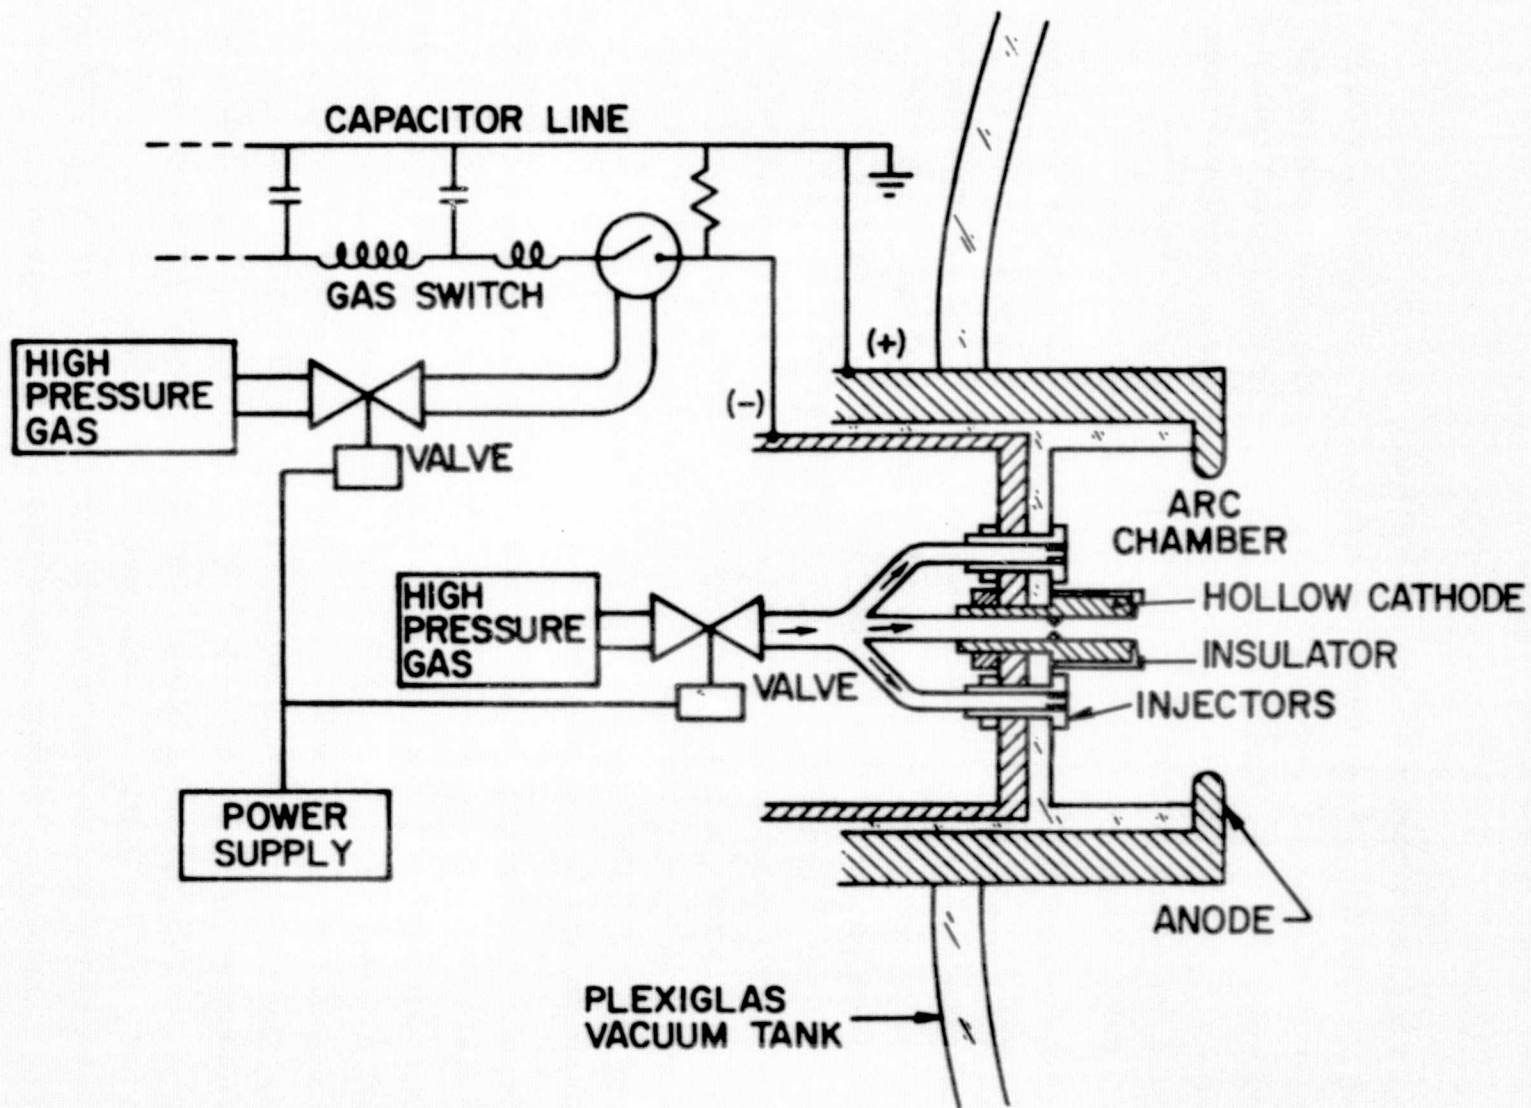 CAPACITOR LINE
GAS SWITCH
HIGH
PRESSURE
GAS
VALVE
(+)
(-)
ARC
CHAMBER
HIGH
PRESSURE
GAS
VALVE
HOLLOW CATHODE
INSULATOR
INJECTORS
POWER
SUPPLY
ANODE
PLEXIGLAS
VACUUM TANK